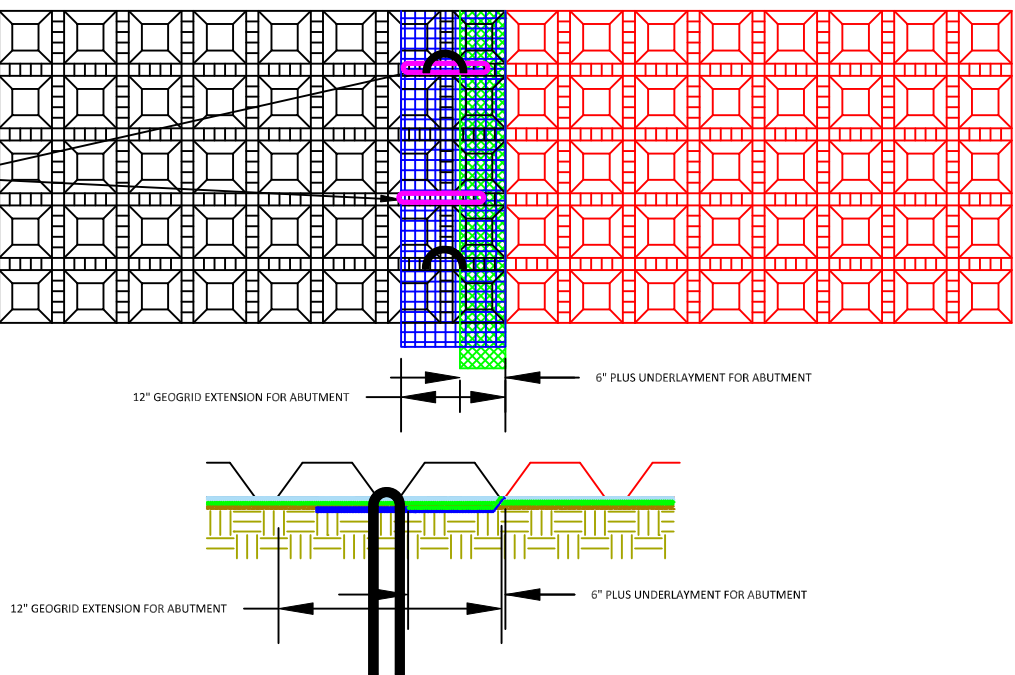 6" PLUS UNDERLAYMENT FOR ABUTMENT
12" GEOGRID EXTENSION FOR ABUTMENT
6" PLUS UNDERLAYMENT FOR ABUTMENT
12" GEOGRID EXTENSION FOR ABUTMENT